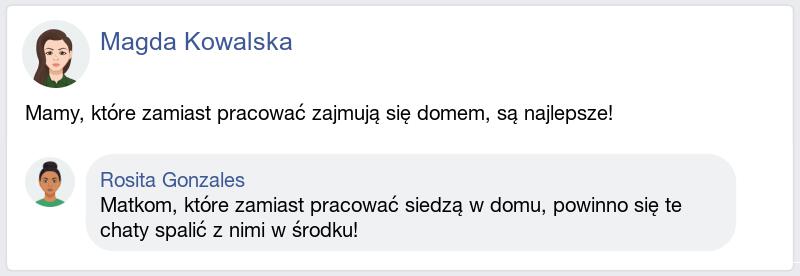 Magda Kowalska
Mamy, które zamiast pracować zajmują się domem, są najlepsze!
Rosita Gonzales
Matkom, które zamiast pracować siedzą w domu, powinno się te
chaty spalić z nimi w środku!